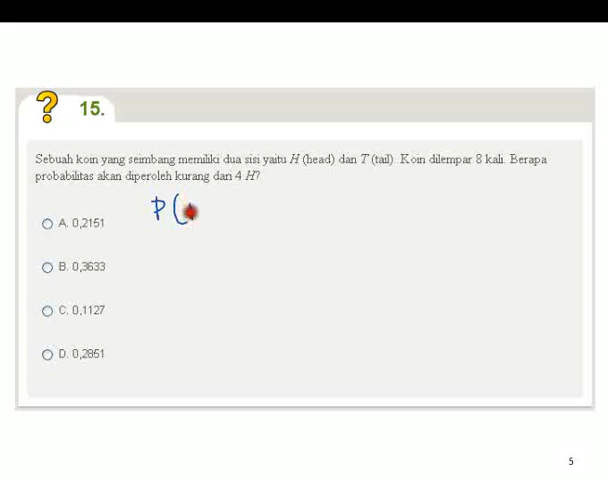 15.
Sebuah koin yang seimbang memiliki dua sisi yaitu H (head) dan T (tail). Koin dilempar 8 kali. Berapa
probabilitas akan diperoleh kurang dari 4 H?
P(
A. 0,2151
B. 0,3633
C. 0,1127
D. 0,2851
5